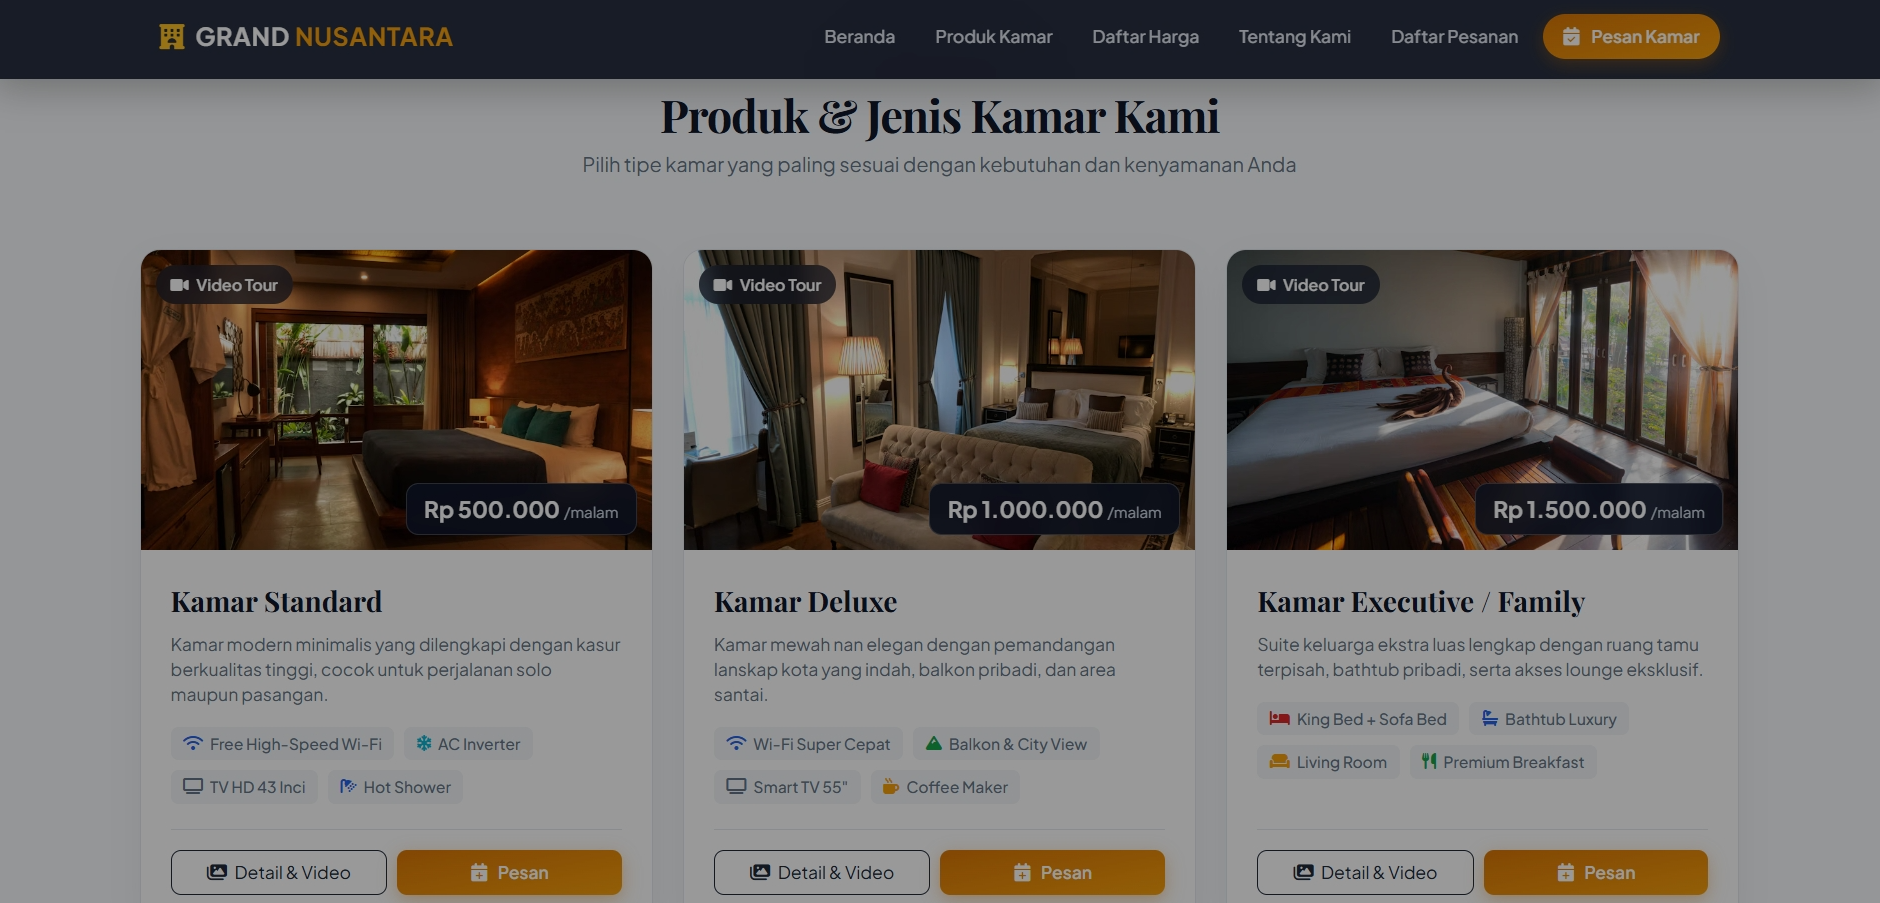 GRAND NUSANTARA
Beranda
Produk Kamar
Daftar Harga
Tentang Kami
Daftar Pesanan
Pesan Kamar
Produk & Jenis Kamar Kami
Pilih tipe kamar yang paling sesuai dengan kebutuhan dan kenyamanan Anda
Video Tour
Rp 500.000 /malam
Kamar Standard
Kamar modern minimalis yang dilengkapi dengan kasur
berkualitas tinggi, cocok untuk perjalanan solo
maupun pasangan.
Free High-Speed Wi-Fi
AC Inverter
TV HD 43 Inci
Hot Shower
Detail & Video
Pesan
Video Tour
Rp 1.000.000 /malam
Kamar Deluxe
Kamar mewah nan elegan dengan pemandangan
lanskap kota yang indah, balkon pribadi, dan area
santai.
Wi-Fi Super Cepat
Balkon & City View
Smart TV 55"
Coffee Maker
Detail & Video
Pesan
Video Tour
Rp 1.500.000 /malam
Kamar Executive / Family
Suite keluarga ekstra luas lengkap dengan ruang tamu
terpisah, bathtub pribadi, serta akses lounge eksklusif.
King Bed + Sofa Bed
Bathtub Luxury
Living Room
Premium Breakfast
Detail & Video
Pesan